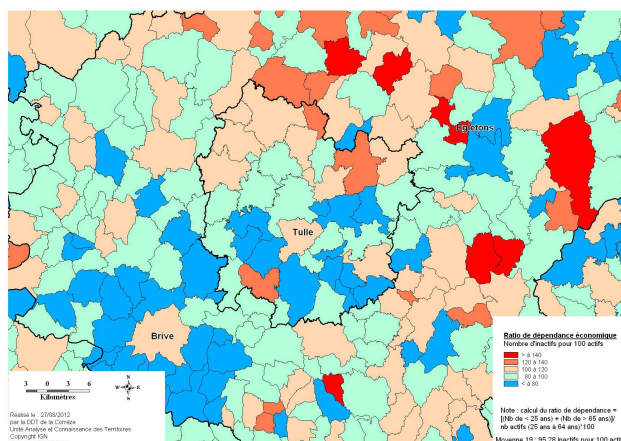 Egletons
Tulle
Brive
3 0 3 6
Kilomètres
N
W E
S
Réalisé le : 27/08/2012
par la DDT de la Corrèze
Unité Analyse et Connaissance des Territoires
Copyright IGN
Ratio de dépendance économique
Nombre d'inactifs pour 100 actifs
> à 140
120 à 140
100 à 120
80 à 100
< à 80
Note : calcul du ratio de dépendance =
[(Nb de < 25 ans) + (Nb de > 65 ans)]/
nb actifs (25 ans à 64 ans)*100
Moyenne 19 : 95,28 inactifs pour 100 actifs